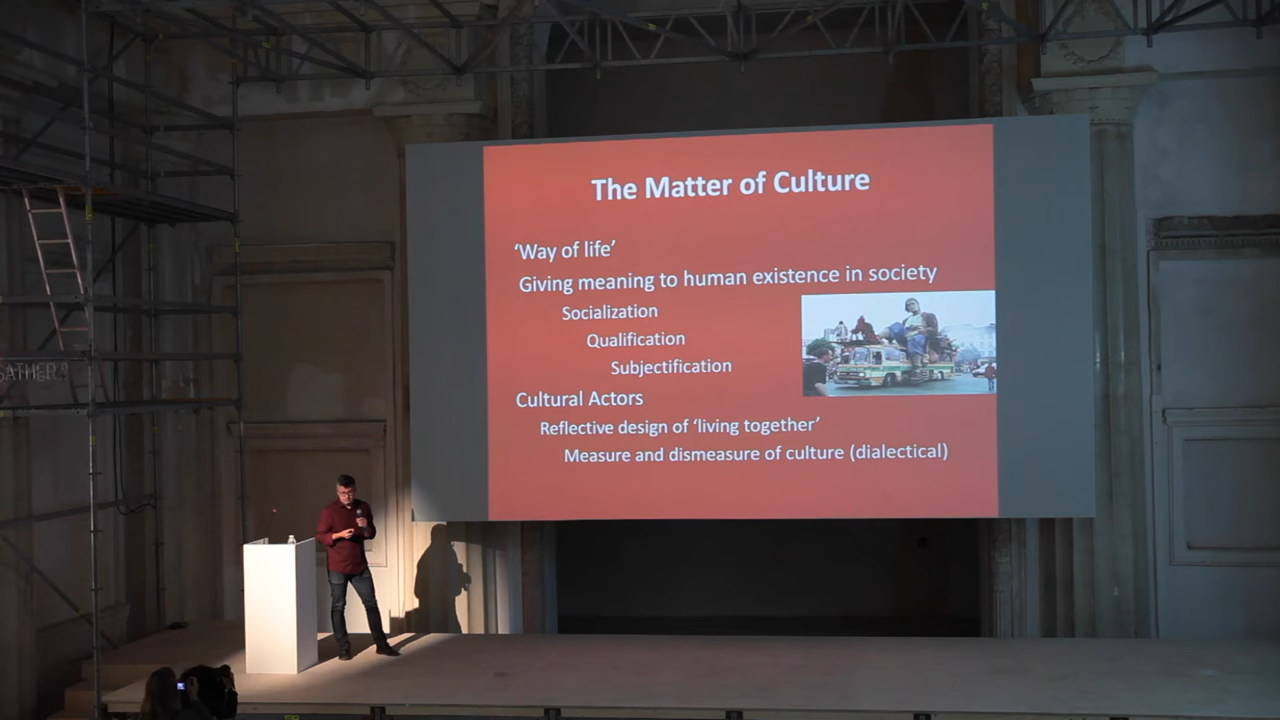 The Matter of Culture
‘Way of life’
Giving meaning to human existence in society
Socialization
Qualification
Subjectification
Cultural Actors
Reflective design of ‘living together’
Measure and dismeasure of culture (dialectical)